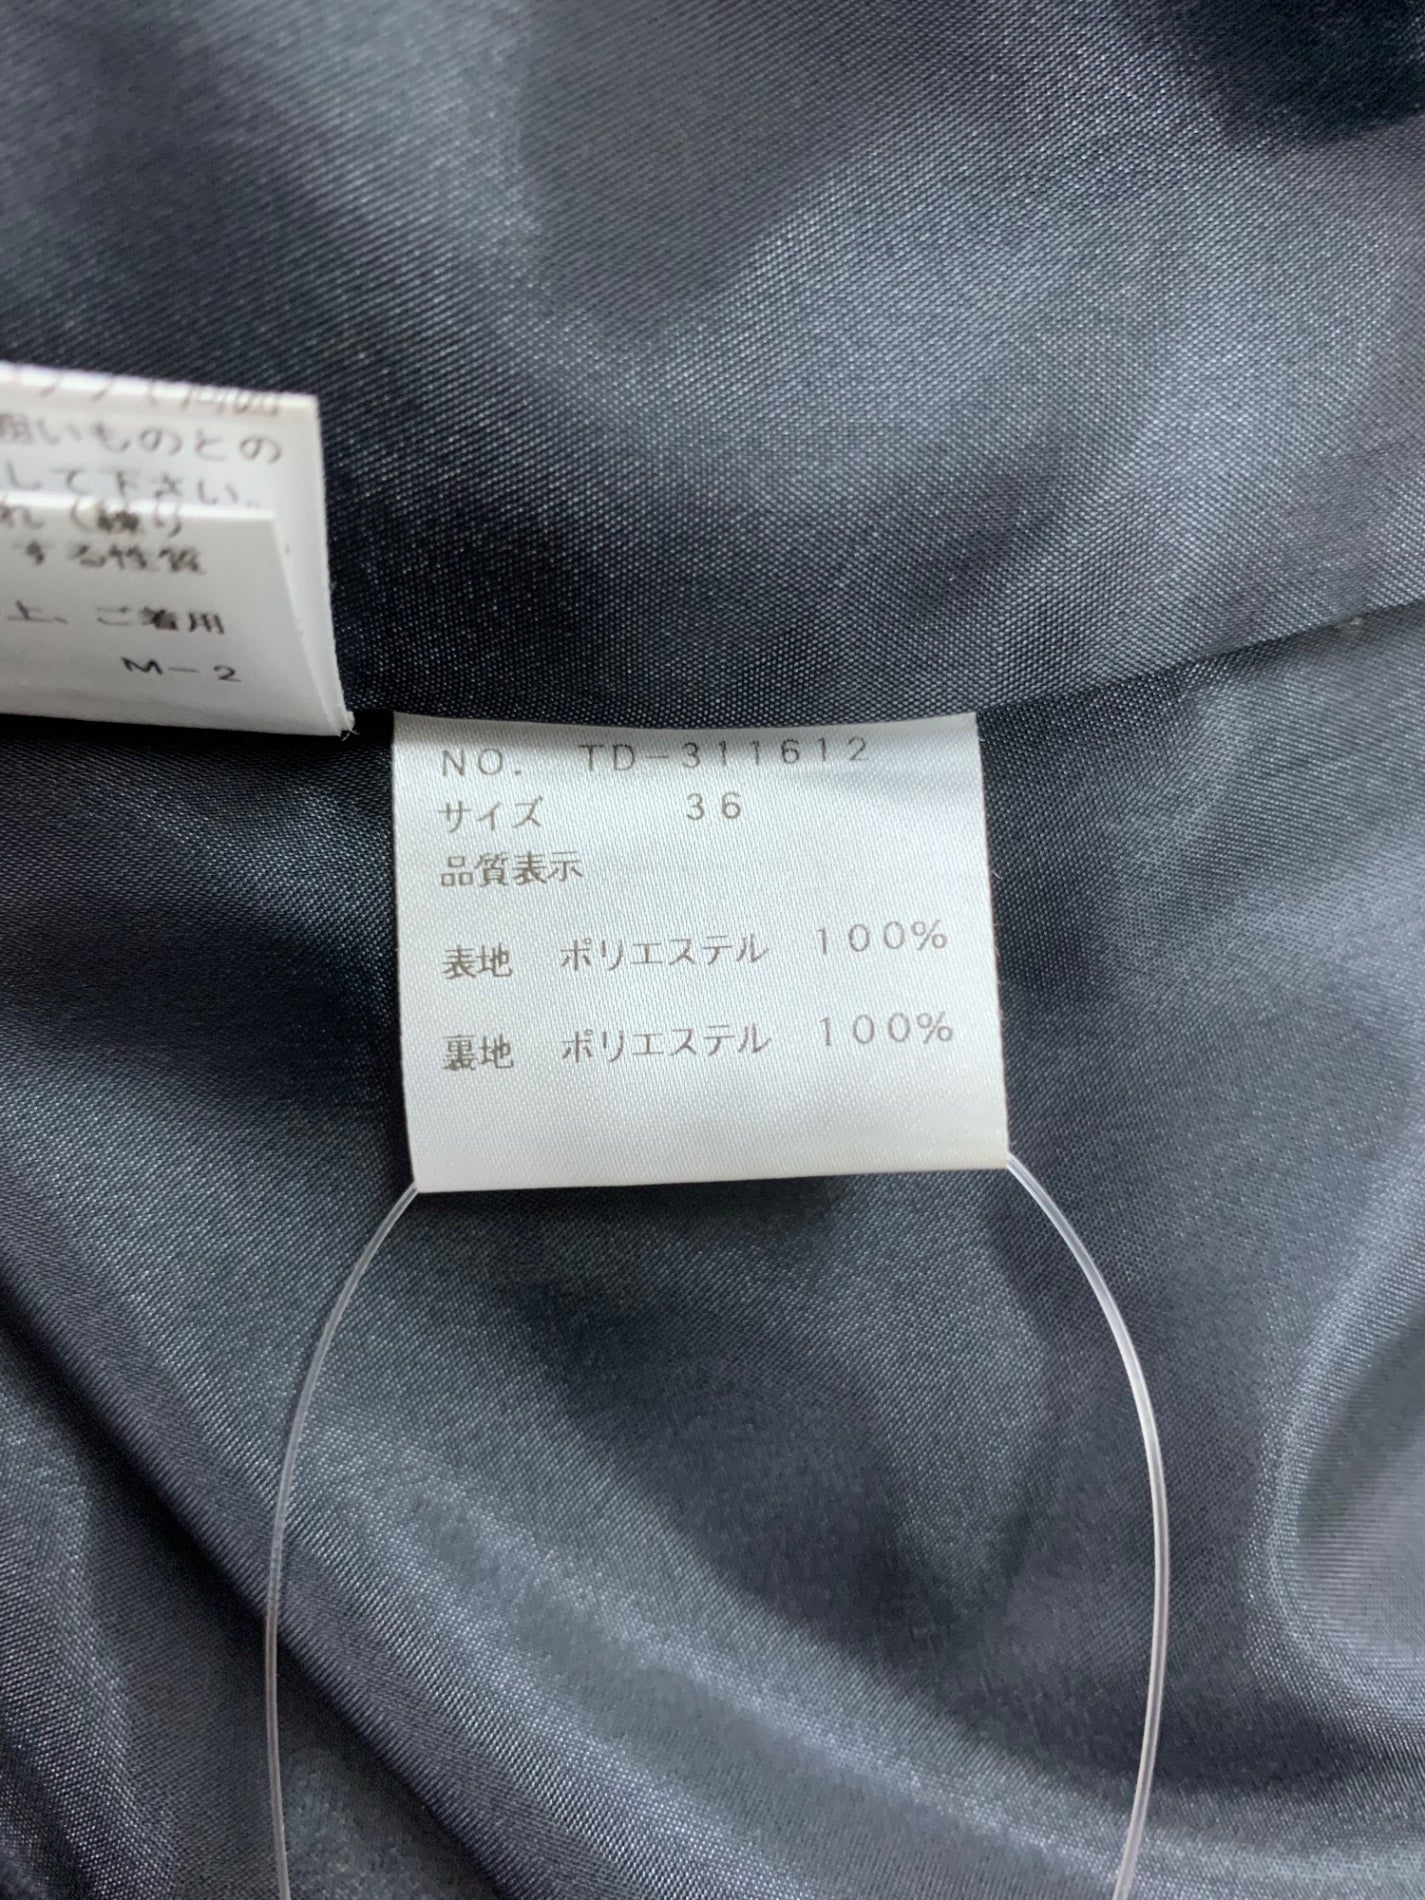 粗いものとの
して下さい。
れ（練り
する性質
上、ご着用
M-2
NO. TD-311612
サイズ 36
品質表示
表地 ポリエステル 100%
裏地 ポリエステル 100%